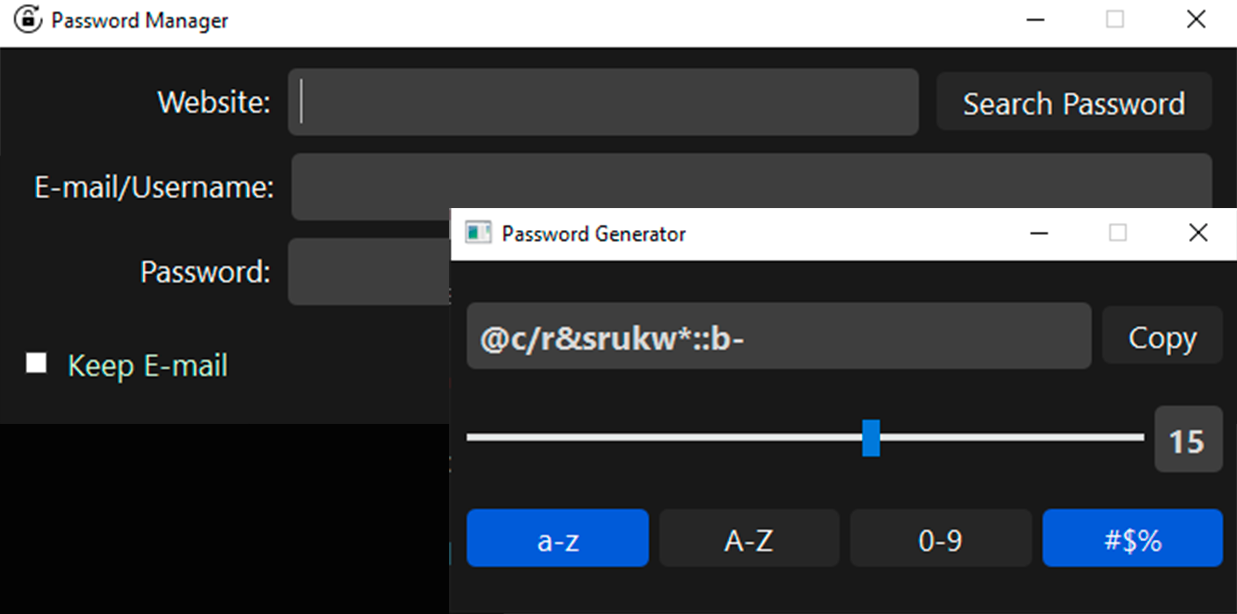 Password Manager
Website:
Search Password
E-mail/Username:
Password:
Keep E-mail
Password Generator
@c/r&srukw*::b-
Copy
15
a-z
A-Z
0-9
#$%